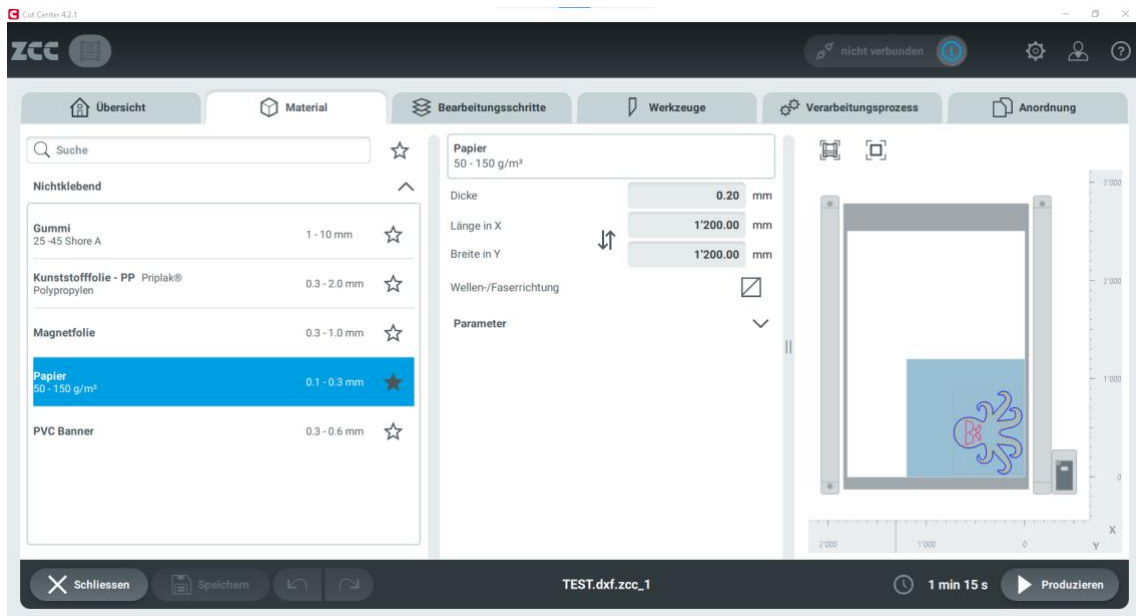 Cut Center 4.2.1
zcc
nicht verbunden
Übersicht
Material
Bearbeitungsschritte
Werkzeuge
Verarbeitungsprozess
Anordnung
Suche
Nichtklebend
Gummi
25 -45 Shore A
1 - 10 mm
Kunststofffolie - PP Priplak®
Polypropylen
0.3 - 2.0 mm
Magnetfolie
0.3 - 1.0 mm
Papier
50 - 150 g/m²
0.1 - 0.3 mm
PVC Banner
0.3 - 0.6 mm
Papier
50 - 150 g/m²
Dicke 0.20 mm
Länge in X 1'200.00 mm
Breite in Y 1'200.00 mm
Wellen-/Faserrichtung
Parameter
3'000
2'000
1'000
0
X
2'000 1'000 0 Y
Schliessen
Speichern
TEST.dxf.zcc_1
1 min 15 s
Produzieren